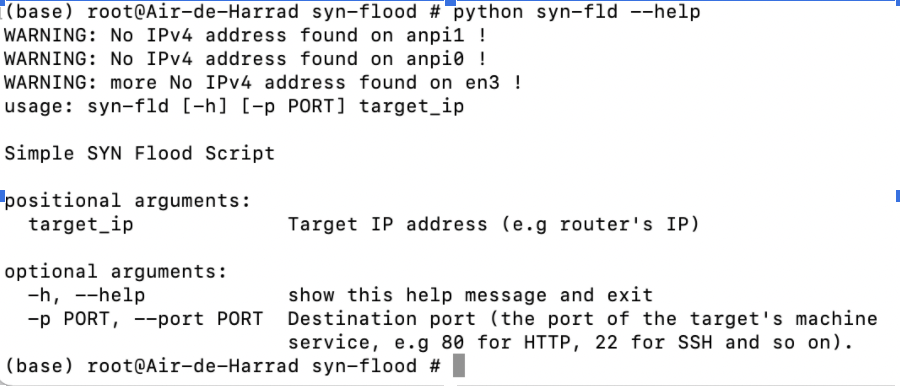 (base) root@Air-de-Harrad syn-flood # python syn-fld --help
WARNING: No IPv4 address found on anpi1 !
WARNING: No IPv4 address found on anpi0 !
WARNING: more No IPv4 address found on en3 !
usage: syn-fld [-h] [-p PORT] target_ip
Simple SYN Flood Script
positional arguments:
target_ip Target IP address (e.g router's IP)
optional arguments:
-h, --help show this help message and exit
-p PORT, --port PORT Destination port (the port of the target's machine
service, e.g 80 for HTTP, 22 for SSH and so on).
(base) root@Air-de-Harrad syn-flood #